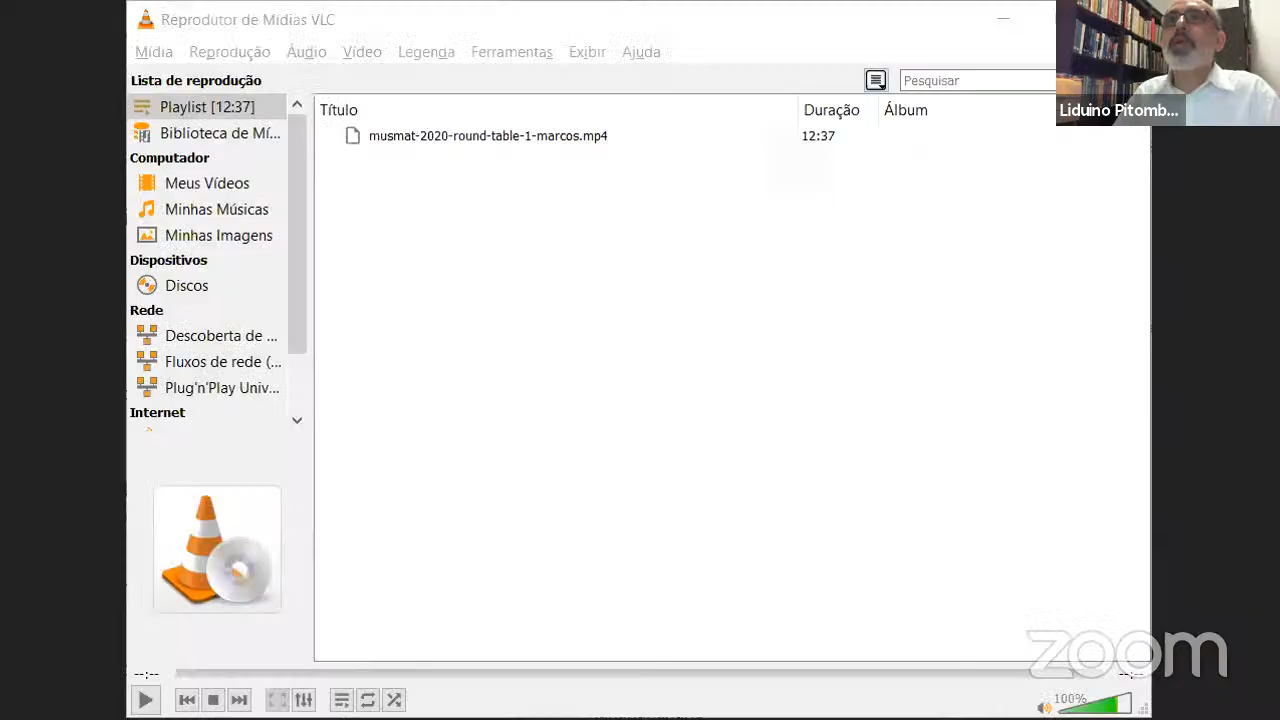 Reprodutor de Mídias VLC
Mídia Reprodução Áudio Vídeo Legenda Ferramentas Exibir Ajuda
Lista de reprodução
Pesquisar
Playlist [12:37]
Biblioteca de Mí...
Computador
Meus Vídeos
Minhas Músicas
Minhas Imagens
Dispositivos
Discos
Rede
Descoberta de ...
Fluxos de rede (...
Plug'n'Play Univ...
Internet
Título Duração Álbum
musmat-2020-round-table-1-marcos.mp4 12:37
Liduino Pitomb...
zoom
--:-- --:--
100%